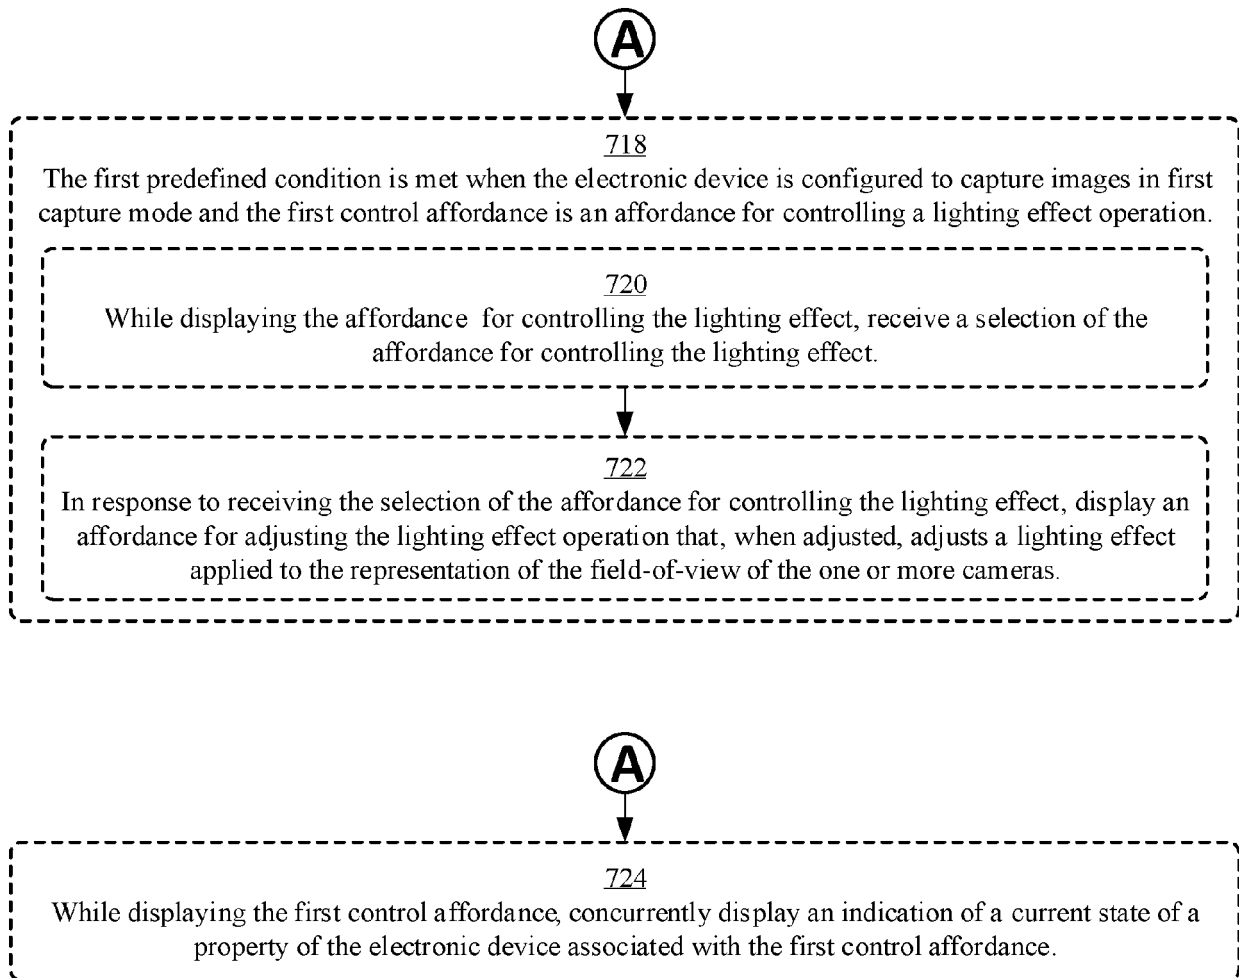 A
718
The first predefined condition is met when the electronic device is configured to capture images in first
capture mode and the first control affordance is an affordance for controlling a lighting effect operation.
720
While displaying the affordance for controlling the lighting effect, receive a selection of the
affordance for controlling the lighting effect.
722
In response to receiving the selection of the affordance for controlling the lighting effect, display an
affordance for adjusting the lighting effect operation that, when adjusted, adjusts a lighting effect
applied to the representation of the field-of-view of the one or more cameras.
A
724
While displaying the first control affordance, concurrently display an indication of a current state of a
property of the electronic device associated with the first control affordance.